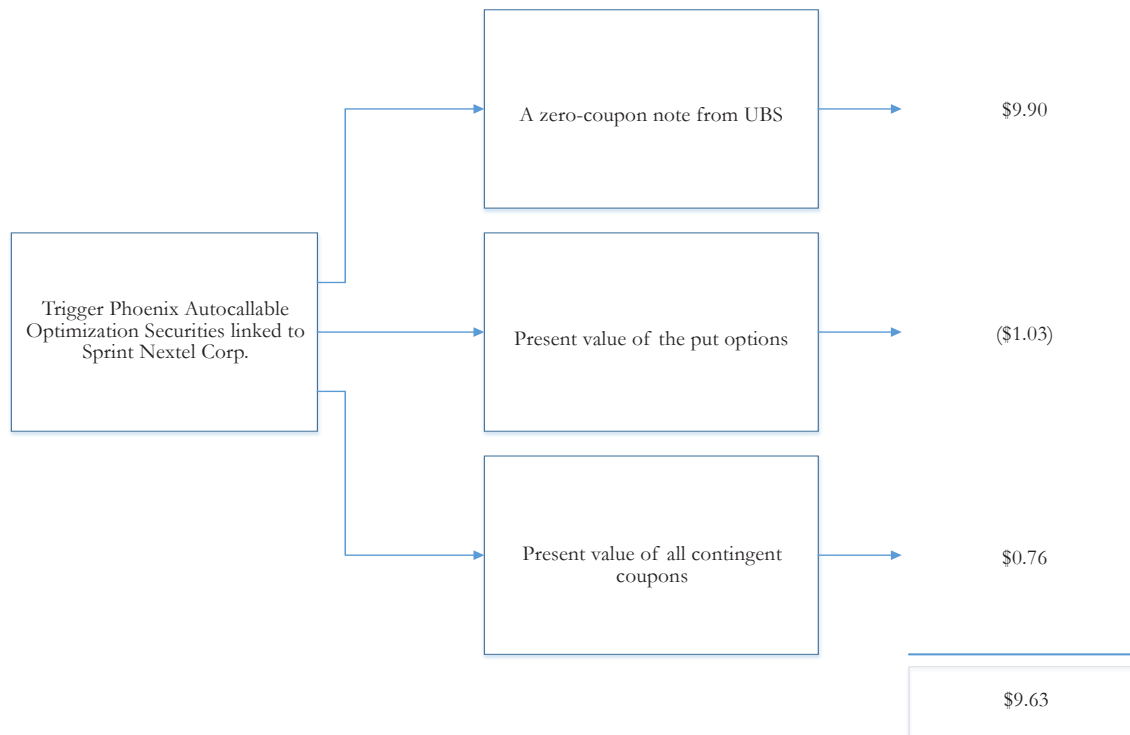 A zero-coupon note from UBS
$9.90
Trigger Phoenix Autocallable
Optimization Securities linked to
Sprint Nextel Corp.
Present value of the put options
($1.03)
Present value of all contingent
coupons
$0.76
$9.63